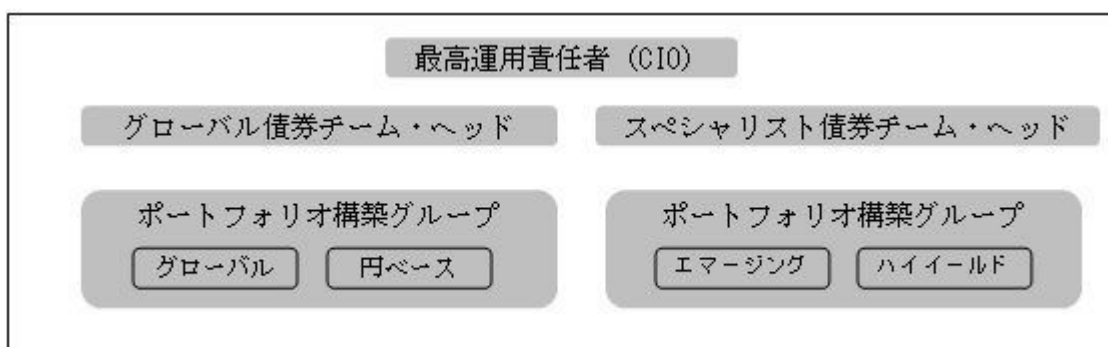 最高運用責任者 (CIO)
グローバル債券チーム・ヘッド
スペシャリスト債券チーム・ヘッド
ポートフォリオ構築グループ
グローバル
円ベース
ポートフォリオ構築グループ
エマージング
ハイイールド